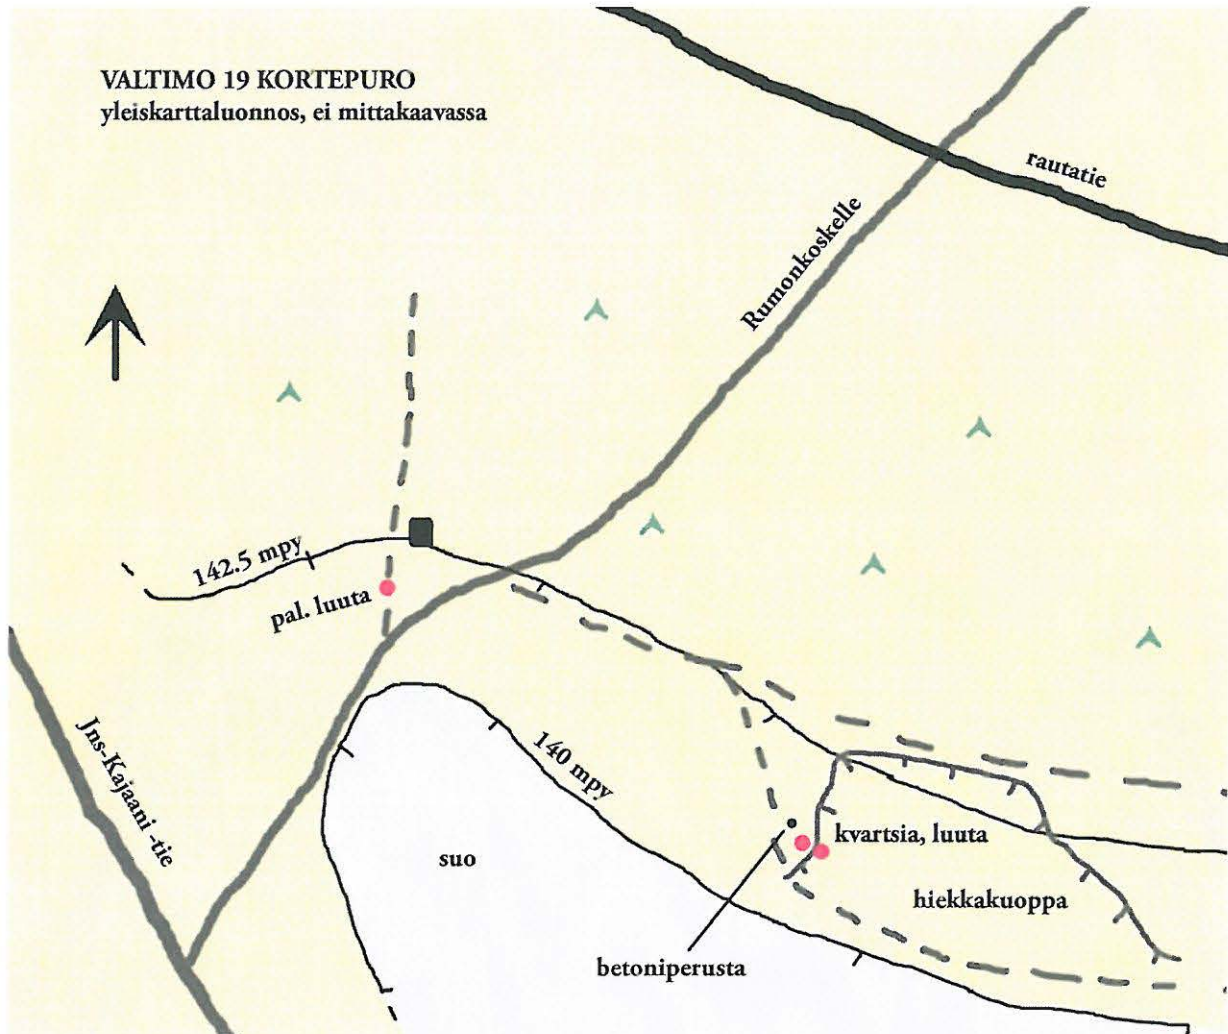 VALTIMO 19 KORTEPURO
yleiskarttaluonnos, ei mittakaavassa
rautatie
Rumonkoskelle
142.5 mpy
pal. luuta
Jns-Kajaani -tie
140 mpy
suo
kvartsia, luuta
hiekkakuoppa
betoniperusta